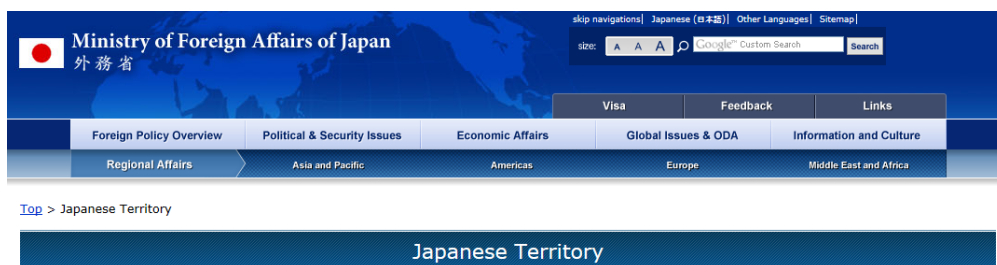 skip navigations| Japanese (日本語)| Other Languages| Sitemap|
Ministry of Foreign Affairs of Japan
外務省
size: A A A Google™ Custom Search Search
Visa Feedback Links
Foreign Policy Overview Political & Security Issues Economic Affairs Global Issues & ODA Information and Culture
Regional Affairs Asia and Pacific Americas Europe Middle East and Africa
Top > Japanese Territory
Japanese Territory